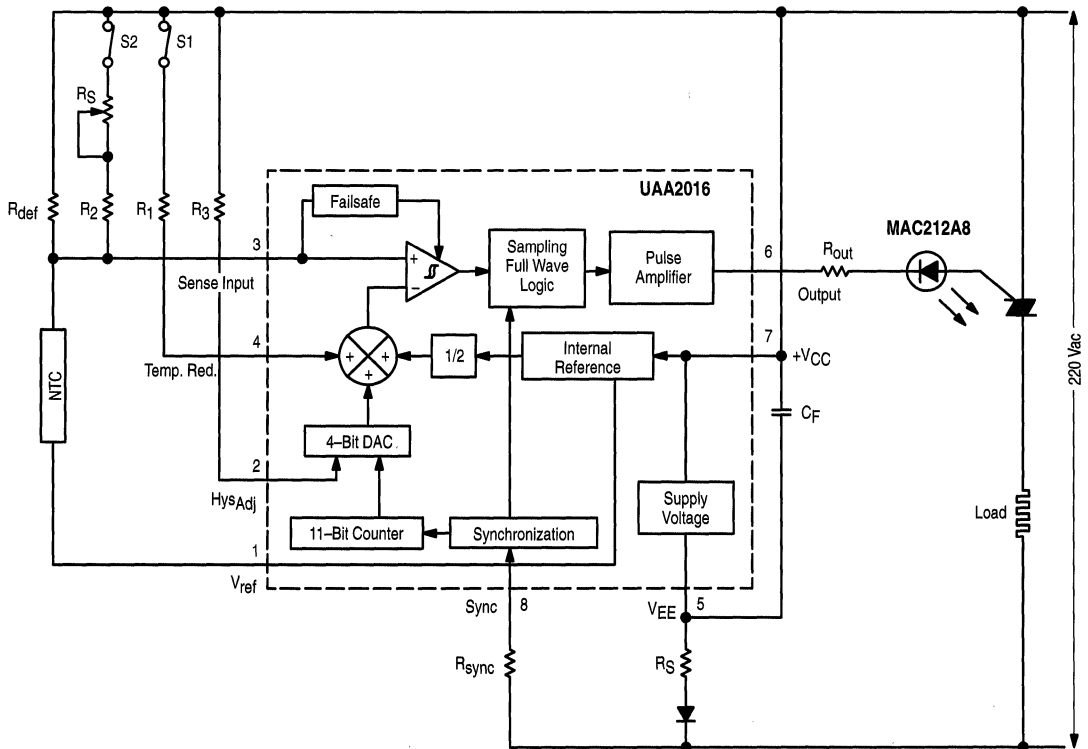 S2
S1
RS
UAA2016
Failsafe
Rdef
R2
R1
R3
MAC212A8
3
+
Sampling
Full Wave
Logic
Pulse
Amplifier
6
Rout
Sense Input
−
Output
7
4
+
+
1/2
Internal
Reference
+VCC
220 Vac
Temp. Red.
+
NTC
CF
4–Bit DAC
2
HysAdj
Supply
Voltage
Load
11–Bit Counter
Synchronization
1
Vref
Sync
8
VEE
5
Rsync
RS